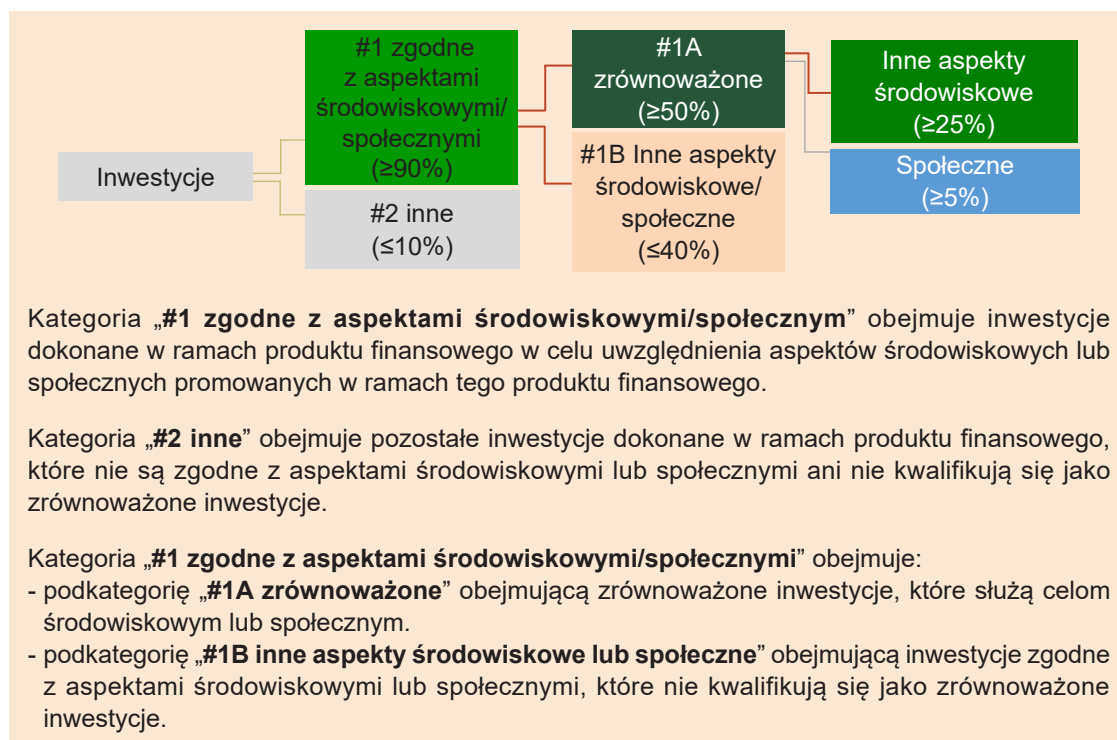 Inwestycje
#1 zgodne
z aspektami
środowiskowymi/
społecznymi
(≥90%)
#2 inne
(≤10%)
#1A
zrównoważone
(≥50%)
#1B Inne aspekty
środowiskowe/
społeczne
(≤40%)
Inne aspekty
środowiskowe
(≥25%)
Społeczne
(≥5%)
Kategoria „#1 zgodne z aspektami środowiskowymi/społecznym” obejmuje inwestycje
dokonane w ramach produktu finansowego w celu uwzględnienia aspektów środowiskowych lub
społecznych promowanych w ramach tego produktu finansowego.
Kategoria „#2 inne” obejmuje pozostałe inwestycje dokonane w ramach produktu finansowego,
które nie są zgodne z aspektami środowiskowymi lub społecznymi ani nie kwalifikują się jako
zrównoważone inwestycje.
Kategoria „#1 zgodne z aspektami środowiskowymi/społecznymi” obejmuje:
- podkategorię „#1A zrównoważone” obejmującą zrównoważone inwestycje, które służą celom
środowiskowym lub społecznym.
- podkategorię „#1B inne aspekty środowiskowe lub społeczne” obejmującą inwestycje zgodne
z aspektami środowiskowymi lub społecznymi, które nie kwalifikują się jako zrównoważone
inwestycje.